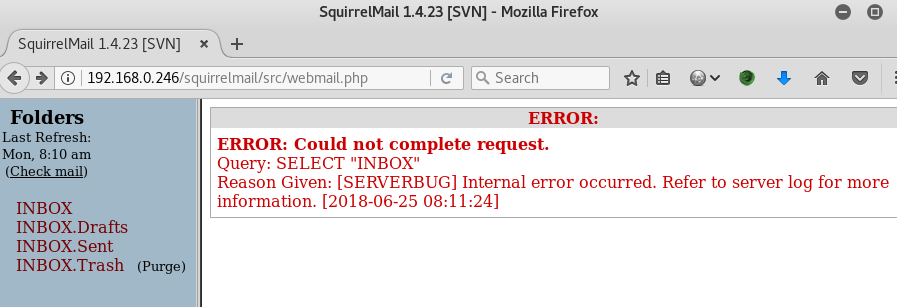 SquirrelMail 1.4.23 [SVN] - Mozilla Firefox
SquirrelMail 1.4.23 [SVN]
192.168.0.246/squirrelmail/src/webmail.php
Search
Folders
Last Refresh:
Mon, 8:10 am
(Check mail)
INBOX
INBOX.Drafts
INBOX.Sent
INBOX.Trash (Purge)
ERROR:
ERROR: Could not complete request.
Query: SELECT "INBOX"
Reason Given: [SERVERBUG] Internal error occurred. Refer to server log for more
information. [2018-06-25 08:11:24]